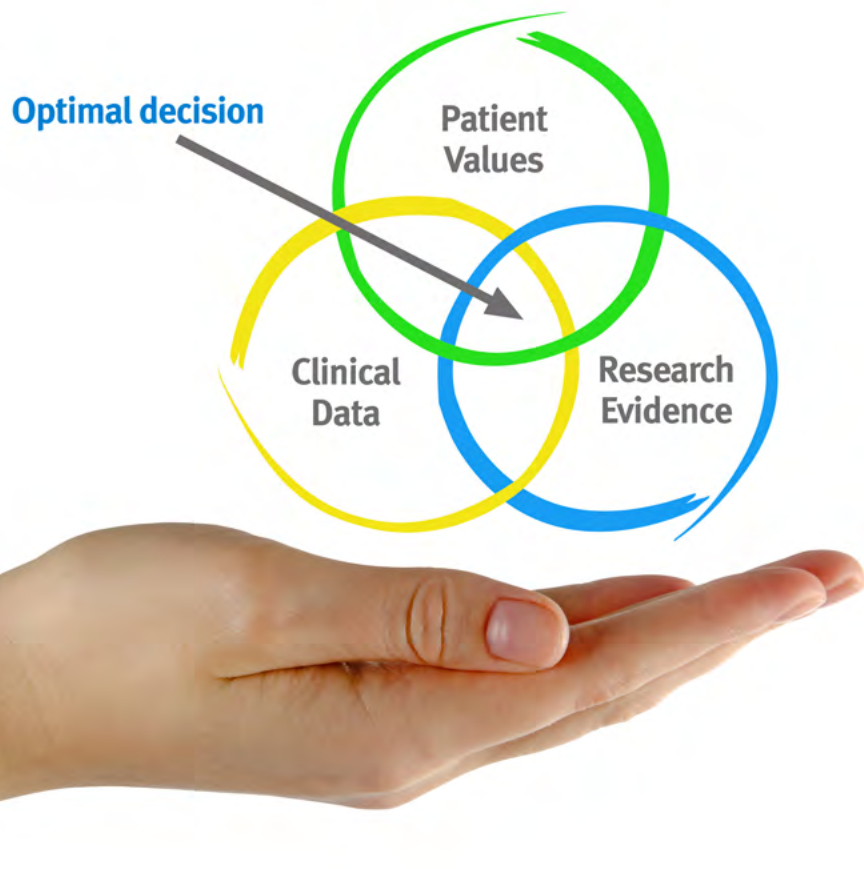 Optimal decision
Patient
Values
Clinical
Data
Research
Evidence